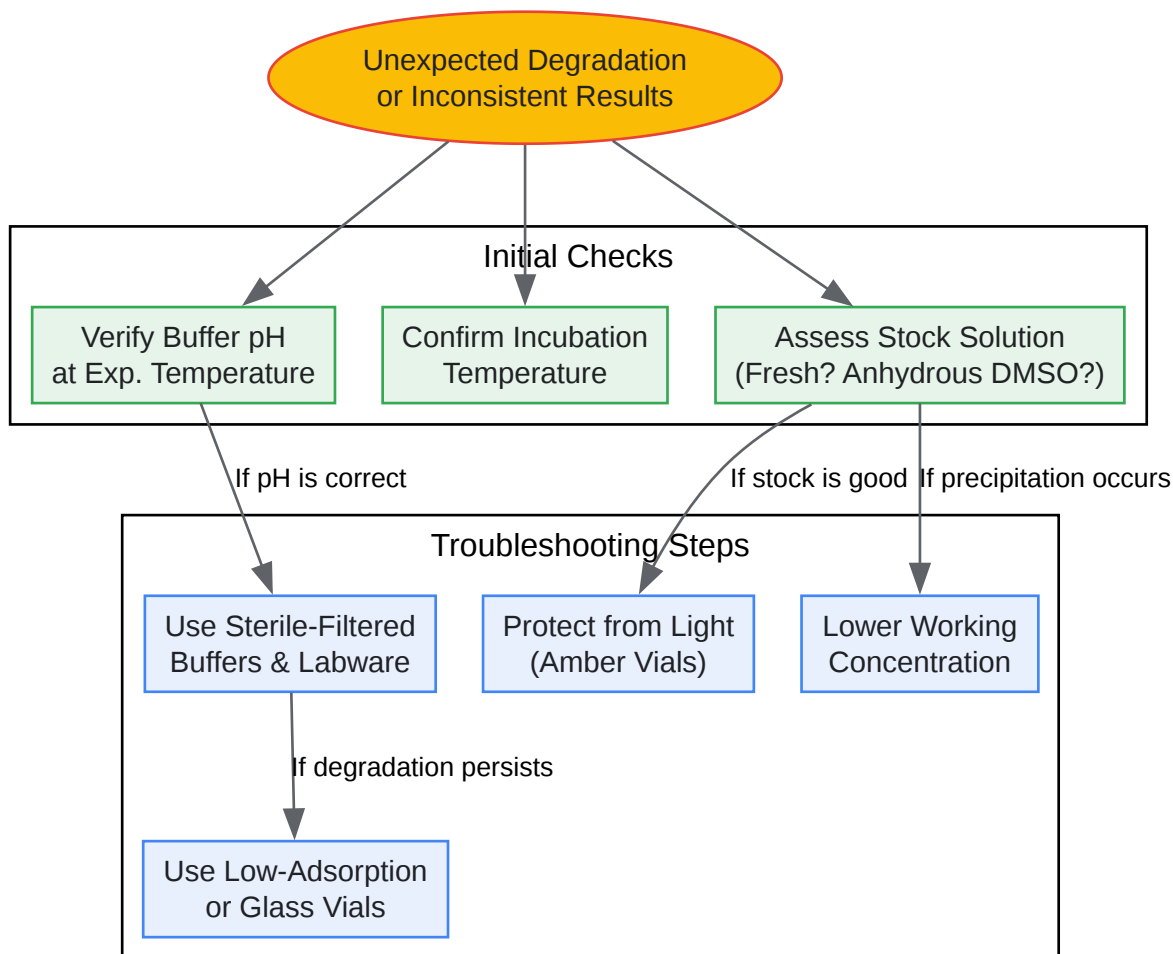 Unexpected Degradation
or Inconsistent Results
Initial Checks
Verify Buffer pH
at Exp. Temperature
Confirm Incubation
Temperature
Assess Stock Solution
(Fresh? Anhydrous DMSO?)
If pH is correct
If stock is good
If precipitation occurs
Troubleshooting Steps
Use Sterile-Filtered
Buffers & Labware
Protect from Light
(Amber Vials)
Lower Working
Concentration
If degradation persists
Use Low-Adsorption
or Glass Vials